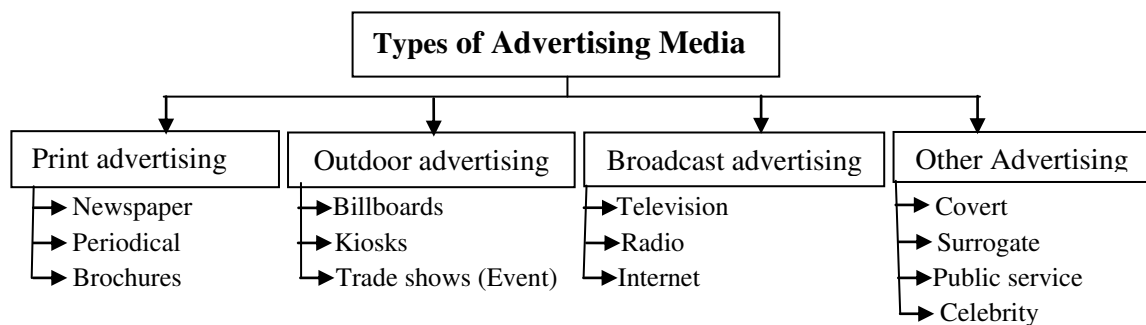 Types of Advertising Media
Print advertising
Newspaper
Periodical
Brochures
Outdoor advertising
Billboards
Kiosks
Trade shows (Event)
Broadcast advertising
Television
Radio
Internet
Other Advertising
Covert
Surrogate
Public service
Celebrity